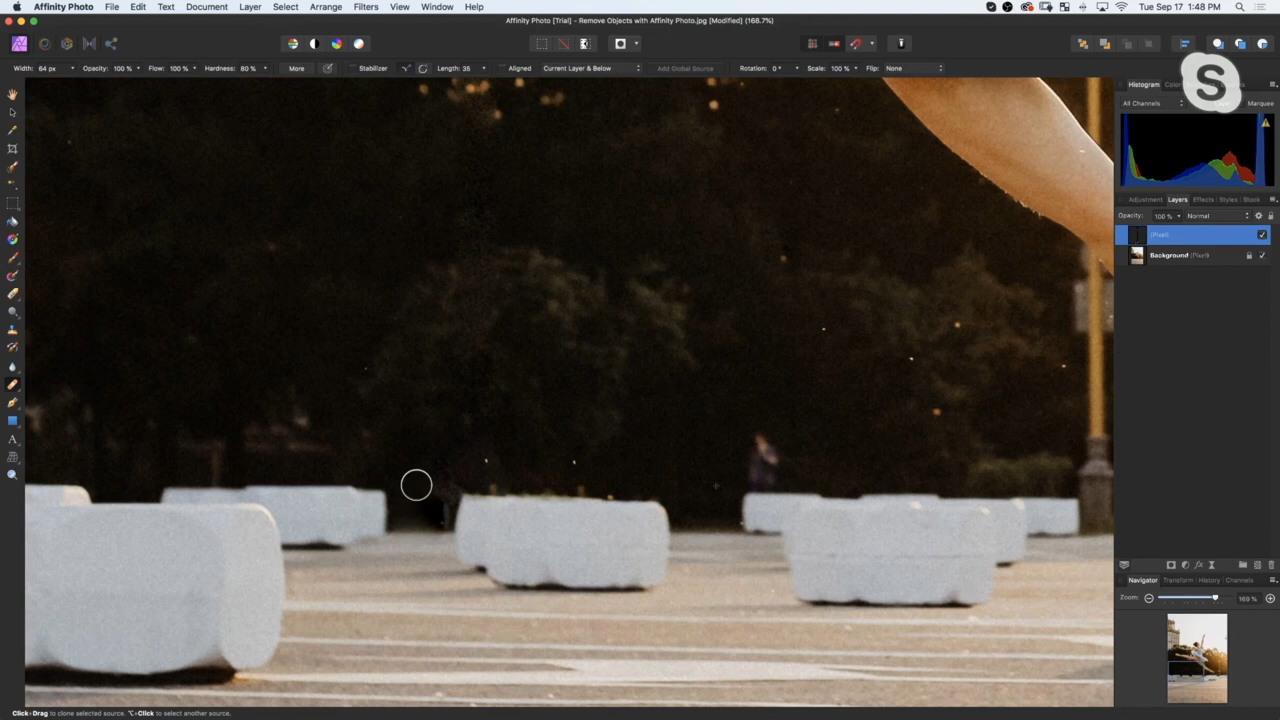 Affinity Photo File Edit Text Document Layer Select Arrange Filters View Window Help Tue Sep 17 1:48 PM
Affinity Photo [Trial] - Remove Objects with Affinity Photo.jpg [Modified] (168.7%)
Width: 64 px Opacity: 100 % Flow: 100 % Hardness: 80 % More Stabilizer Length: 35 Aligned Current Layer & Below Add Global Source Rotation: 0° Scale: 100 % Flip: None
Histogram
S
All Channels Marquee
Adjustment Layers Effects Styles Stock
Opacity: 100 % Normal
(Pixel)
Background (Pixel)
A
fx
Navigator Transform History Channels
Zoom: 169 %
Click+Drag to clone selected source. ⌥+Click to select another source.